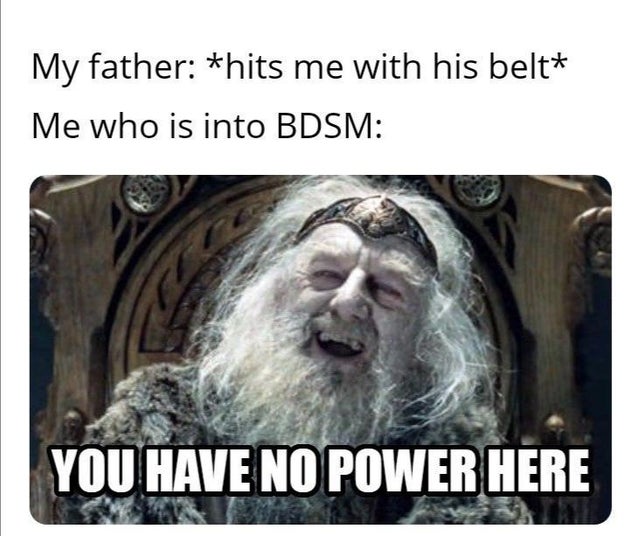 My father: *hits me with his belt*
Me who is into BDSM:
YOU HAVE NO POWER HERE